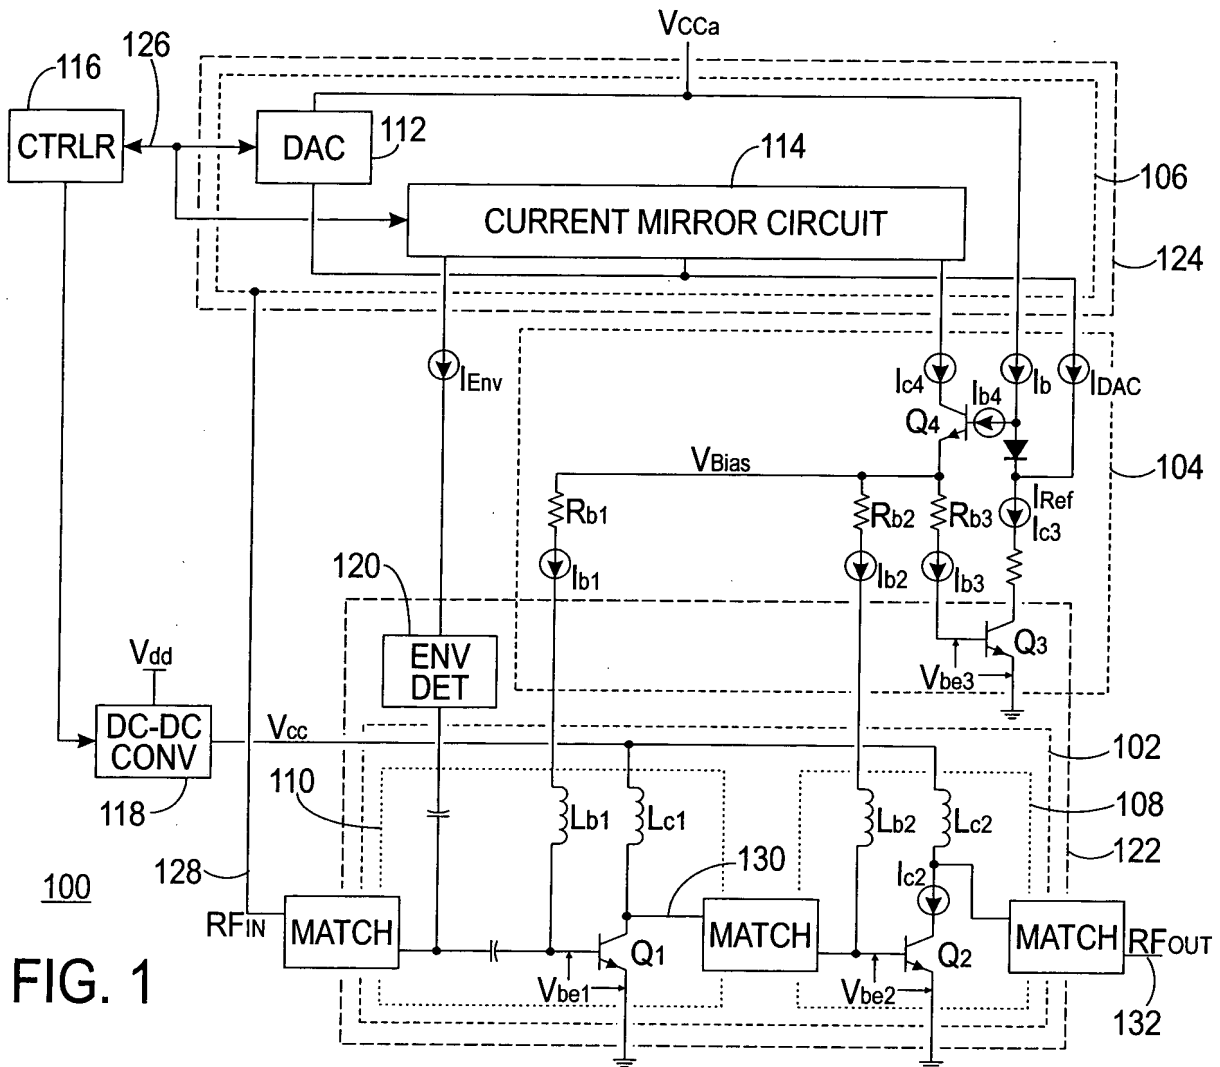 VCCa
126
116
CTRLR
DAC
112
114
CURRENT MIRROR CIRCUIT
106
124
IEnv
Ic4
Ib4
Ib
IDAC
Q4
VBias
104
Rb1
Rb2
Rb3
IRef
Ic3
Ib1
Ib2
Ib3
120
ENV
DET
Q3
Vbe3
Vdd
DC-DC
CONV
Vcc
118
102
110
108
Lb1
Lc1
Lb2
Lc2
122
128
130
Ic2
100
RFIN
MATCH
Q1
MATCH
Q2
MATCH
RFOUT
Vbe1
Vbe2
132
FIG. 1